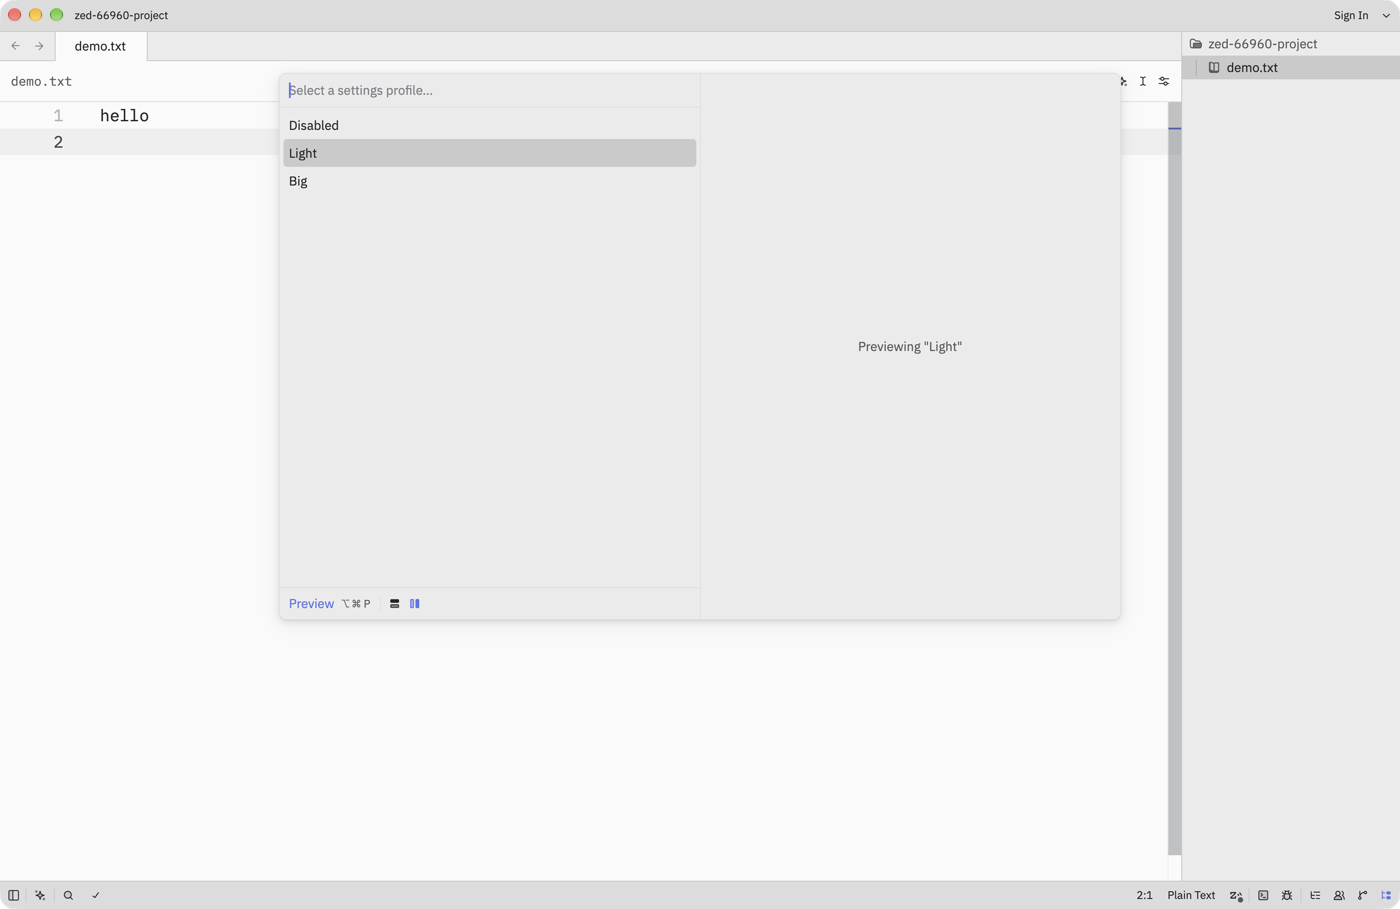 zed-66960-project
Sign In
demo.txt
zed-66960-project
demo.txt
demo.txt
Select a settings profile...
1 hello
2
Disabled
Light
Big
Previewing "Light"
Preview ⌥⌘P
2:1 Plain Text